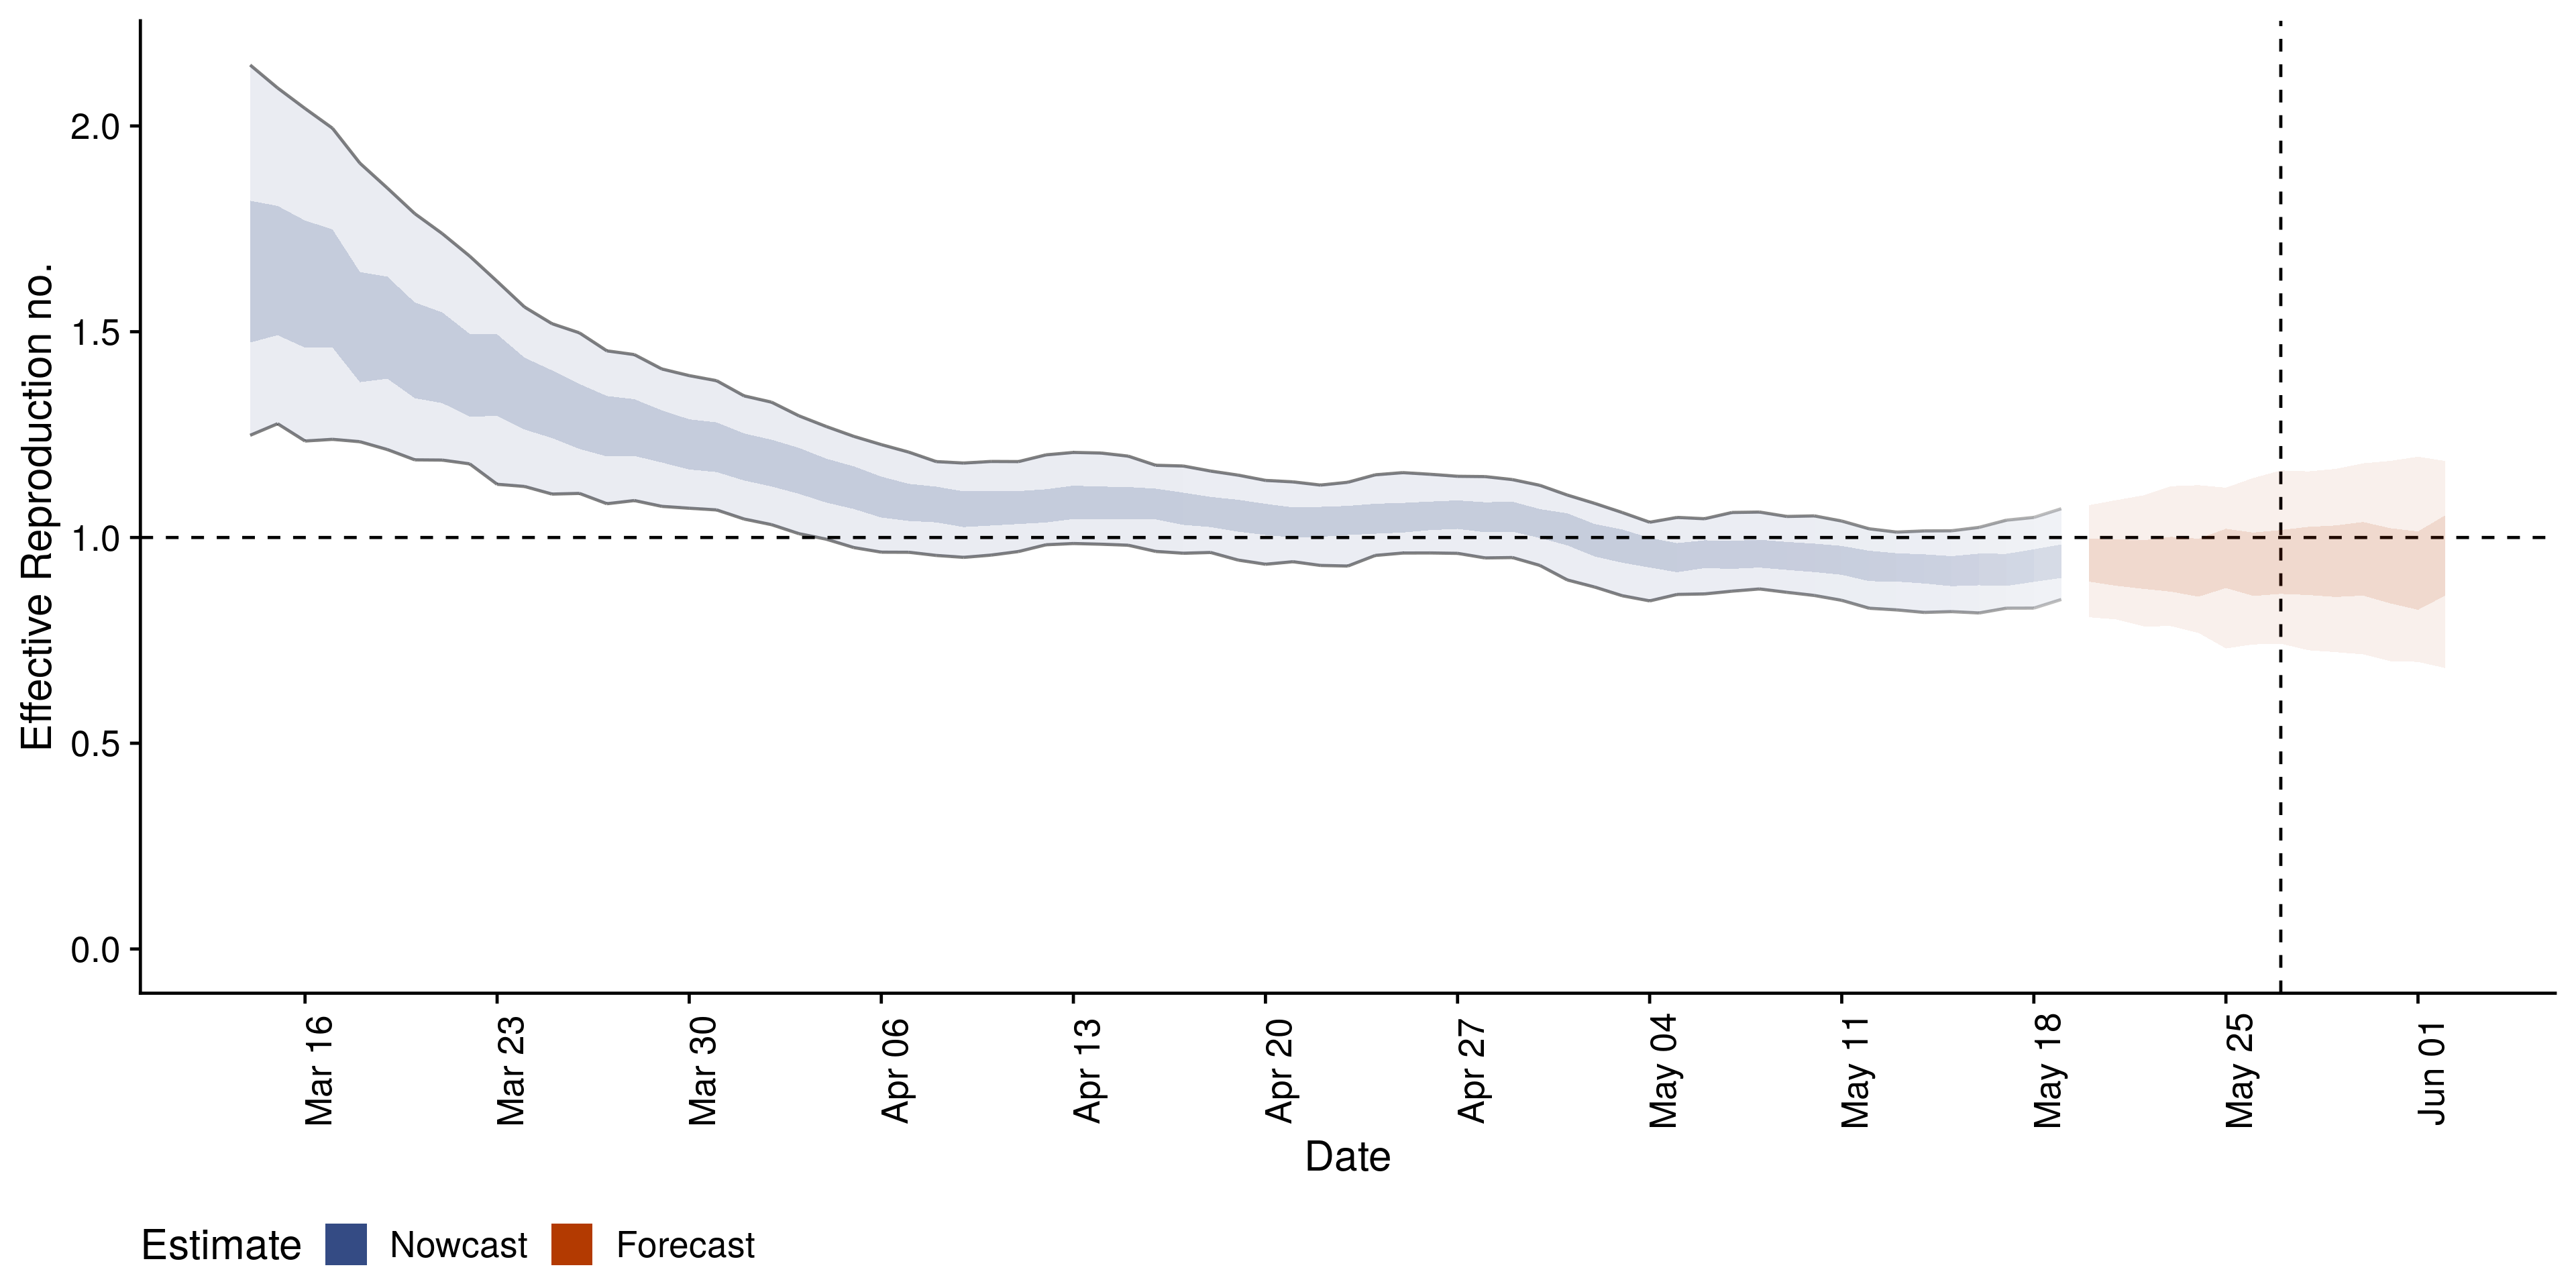 Effective Reproduction no.
2.0
1.5
1.0
0.5
0.0
Mar 16
Mar 23
Mar 30
Apr 06
Apr 13
Apr 20
Apr 27
May 04
May 11
May 18
May 25
Jun 01
Date
Estimate Nowcast Forecast